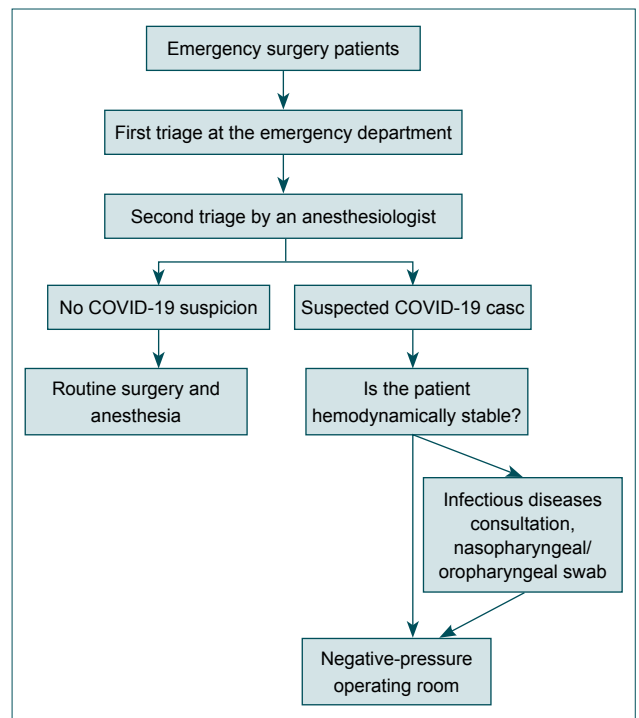 Emergency surgery patients
First triage at the emergency department
Second triage by an anesthesiologist
No COVID-19 suspicion
Suspected COVID-19 casc
Routine surgery and
anesthesia
Is the patient
hemodynamically stable?
Infectious diseases
consultation,
nasopharyngeal/
oropharyngeal swab
Negative-pressure
operating room